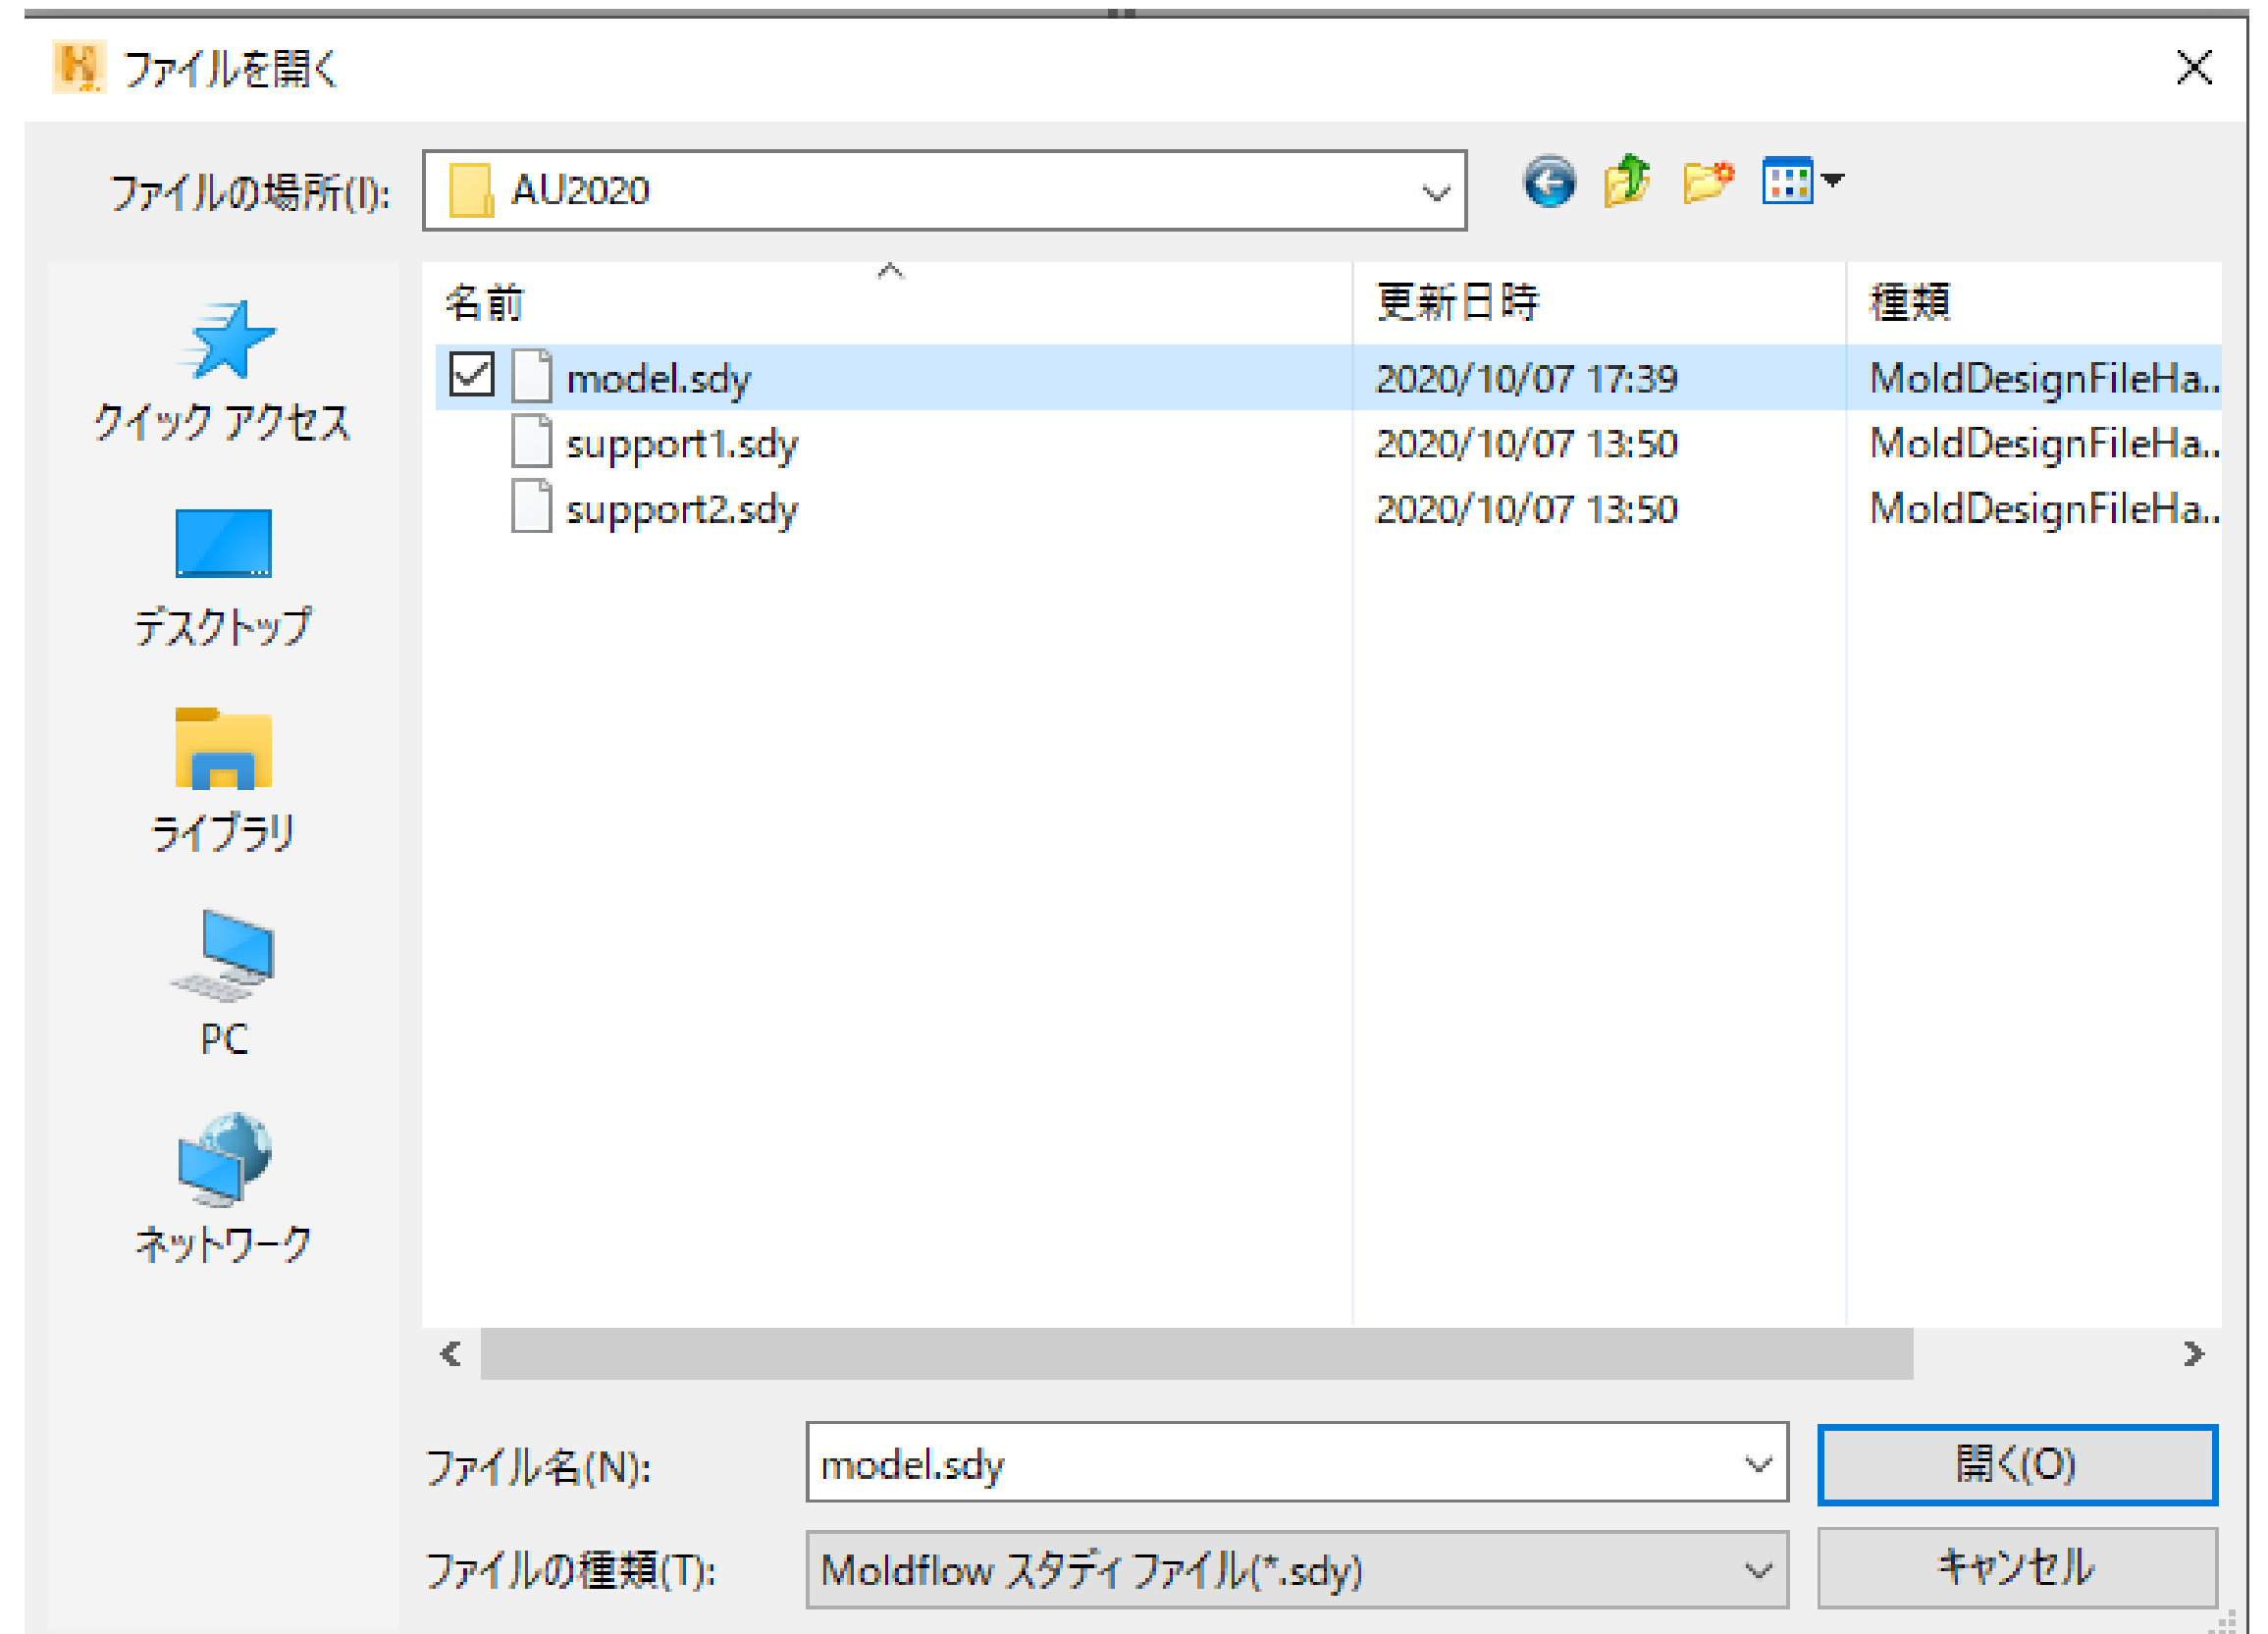 ファイルを開く
ファイルの場所(I): AU2020
名前 更新日時 種類
model.sdy 2020/10/07 17:39 MoldDesignFileHa..
support1.sdy 2020/10/07 13:50 MoldDesignFileHa..
support2.sdy 2020/10/07 13:50 MoldDesignFileHa..
クイック アクセス
デスクトップ
ライブラリ
PC
ネットワーク
ファイル名(N): model.sdy 開く(O)
ファイルの種類(T): Moldflow スタディ ファイル(*.sdy) キャンセル